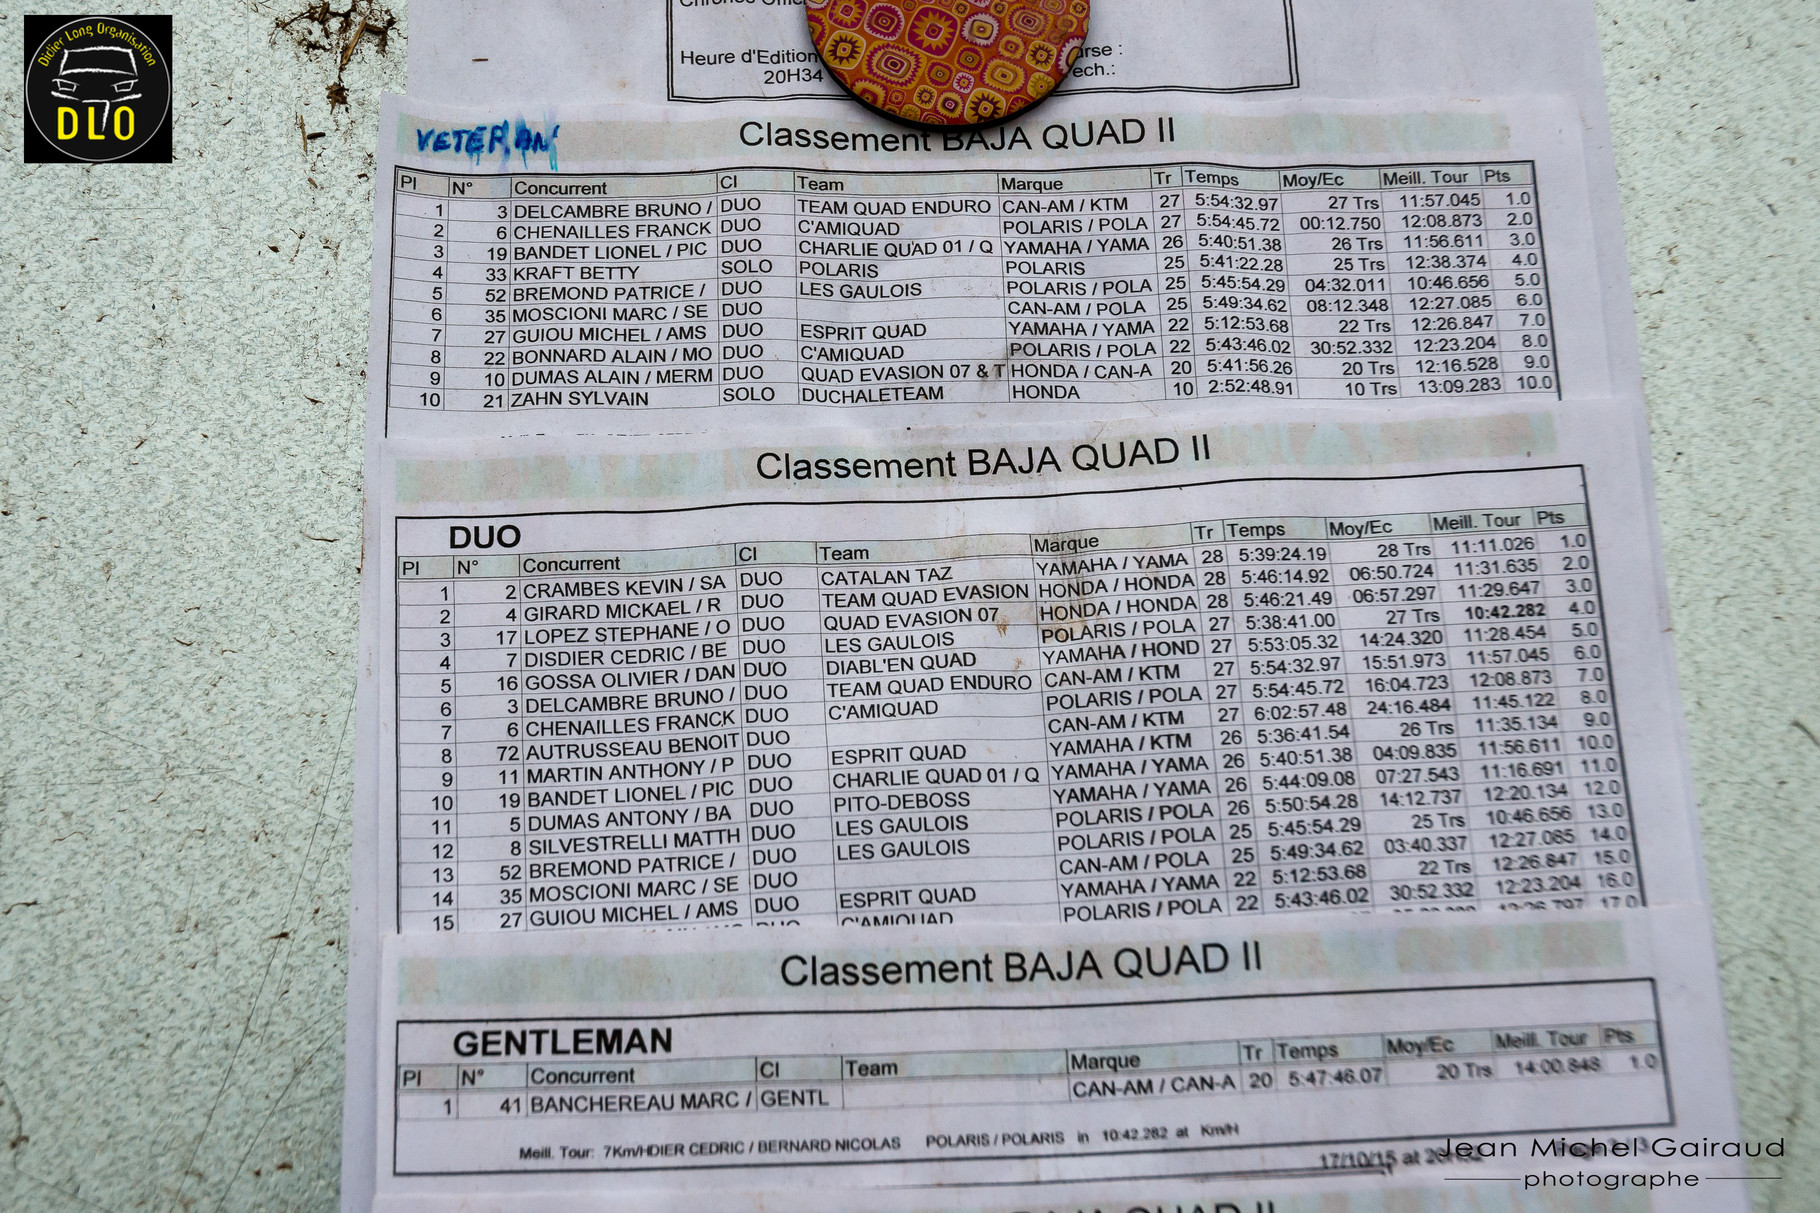 Didier Long Organisation
DLO
Chronos Offic
Heure d'Edition
20H34
urse :
ech.:
VETERAN
Classement BAJA QUAD II
Pl N° Concurrent Cl Team Marque Tr Temps Moy/Ec Meill. Tour Pts
1 3 DELCAMBRE BRUNO / DUO TEAM QUAD ENDURO CAN-AM / KTM 27 5:54:32.97 27 Trs 11:57.045 1.0
2 6 CHENAILLES FRANCK DUO C'AMIQUAD POLARIS / POLA 27 5:54:45.72 00:12.750 12:08.873 2.0
3 19 BANDET LIONEL / PIC DUO CHARLIE QUAD 01 / Q YAMAHA / YAMA 26 5:40:51.38 26 Trs 11:56.611 3.0
4 33 KRAFT BETTY SOLO POLARIS POLARIS 25 5:41:22.28 25 Trs 12:38.374 4.0
5 52 BREMOND PATRICE / DUO LES GAULOIS POLARIS / POLA 25 5:45:54.29 04:32.011 10:46.656 5.0
6 35 MOSCIONI MARC / SE DUO CAN-AM / POLA 25 5:49:34.62 08:12.348 12:27.085 6.0
7 27 GUIOU MICHEL / AMS DUO ESPRIT QUAD YAMAHA / YAMA 22 5:12:53.68 22 Trs 12:26.847 7.0
8 22 BONNARD ALAIN / MO DUO C'AMIQUAD POLARIS / POLA 22 5:43:46.02 30:52.332 12:23.204 8.0
9 10 DUMAS ALAIN / MERM DUO QUAD EVASION 07 & T HONDA / CAN-A 20 5:41:56.26 20 Trs 12:16.528 9.0
10 21 ZAHN SYLVAIN SOLO DUCHALETEAM HONDA 10 2:52:48.91 10 Trs 13:09.283 10.0
Classement BAJA QUAD II
DUO
Pl N° Concurrent Cl Team Marque Tr Temps Moy/Ec Meill. Tour Pts
1 2 CRAMBES KEVIN / SA DUO CATALAN TAZ YAMAHA / YAMA 28 5:39:24.19 28 Trs 11:11.026 1.0
2 4 GIRARD MICKAEL / R DUO TEAM QUAD EVASION HONDA / HONDA 28 5:46:14.92 06:50.724 11:31.635 2.0
3 17 LOPEZ STEPHANE / O DUO QUAD EVASION 07 HONDA / HONDA 28 5:46:21.49 06:57.297 11:29.647 3.0
4 7 DISDIER CEDRIC / BE DUO LES GAULOIS POLARIS / POLA 27 5:38:41.00 27 Trs 10:42.282 4.0
5 16 GOSSA OLIVIER / DAN DUO DIABL'EN QUAD YAMAHA / HOND 27 5:53:05.32 14:24.320 11:28.454 5.0
6 3 DELCAMBRE BRUNO / DUO TEAM QUAD ENDURO CAN-AM / KTM 27 5:54:32.97 15:51.973 11:57.045 6.0
7 6 CHENAILLES FRANCK DUO C'AMIQUAD POLARIS / POLA 27 5:54:45.72 16:04.723 12:08.873 7.0
8 72 AUTRUSSEAU BENOIT DUO CAN-AM / KTM 27 6:02:57.48 24:16.484 11:45.122 8.0
9 11 MARTIN ANTHONY / P DUO ESPRIT QUAD YAMAHA / KTM 26 5:36:41.54 26 Trs 11:35.134 9.0
10 19 BANDET LIONEL / PIC DUO CHARLIE QUAD 01 / Q YAMAHA / YAMA 26 5:40:51.38 04:09.835 11:56.611 10.0
11 5 DUMAS ANTONY / BA DUO PITO-DEBOSS YAMAHA / YAMA 26 5:44:09.08 07:27.543 11:16.691 11.0
12 8 SILVESTRELLI MATTH DUO LES GAULOIS POLARIS / POLA 26 5:50:54.28 14:12.737 12:20.134 12.0
13 52 BREMOND PATRICE / DUO LES GAULOIS POLARIS / POLA 25 5:45:54.29 25 Trs 10:46.656 13.0
14 35 MOSCIONI MARC / SE DUO CAN-AM / POLA 25 5:49:34.62 03:40.337 12:27.085 14.0
15 27 GUIOU MICHEL / AMS DUO ESPRIT QUAD YAMAHA / YAMA 22 5:12:53.68 22 Trs 12:26.847 15.0
C'AMIQUAD POLARIS / POLA 22 5:43:46.02 30:52.332 12:23.204 16.0
17.0
Classement BAJA QUAD II
GENTLEMAN
Pl N° Concurrent Cl Team Marque Tr Temps Moy/Ec Meill. Tour Pts
1 41 BANCHEREAU MARC / GENTL CAN-AM / CAN-A 20 5:47:46.07 20 Trs 14:00.848 1.0
Meill. Tour: 7Km/HDIER CEDRIC / BERNARD NICOLAS POLARIS / POLARIS in 10:42.282 at Km/H
17/10/15 at
Jean Michel Gairaud
photographe
BAJA QUAD II